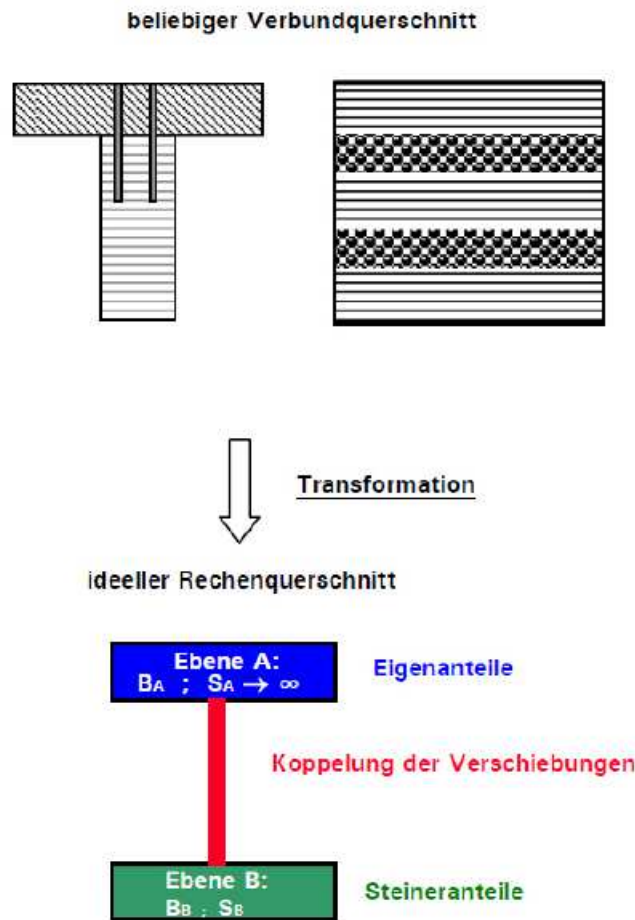 beliebiger Verbundquerschnitt
Transformation
ideeller Rechenquerschnitt
Ebene A:
BA ; SA → ∞
Eigenanteile
Koppelung der Verschiebungen
Ebene B:
BB ; SB
Steineranteile